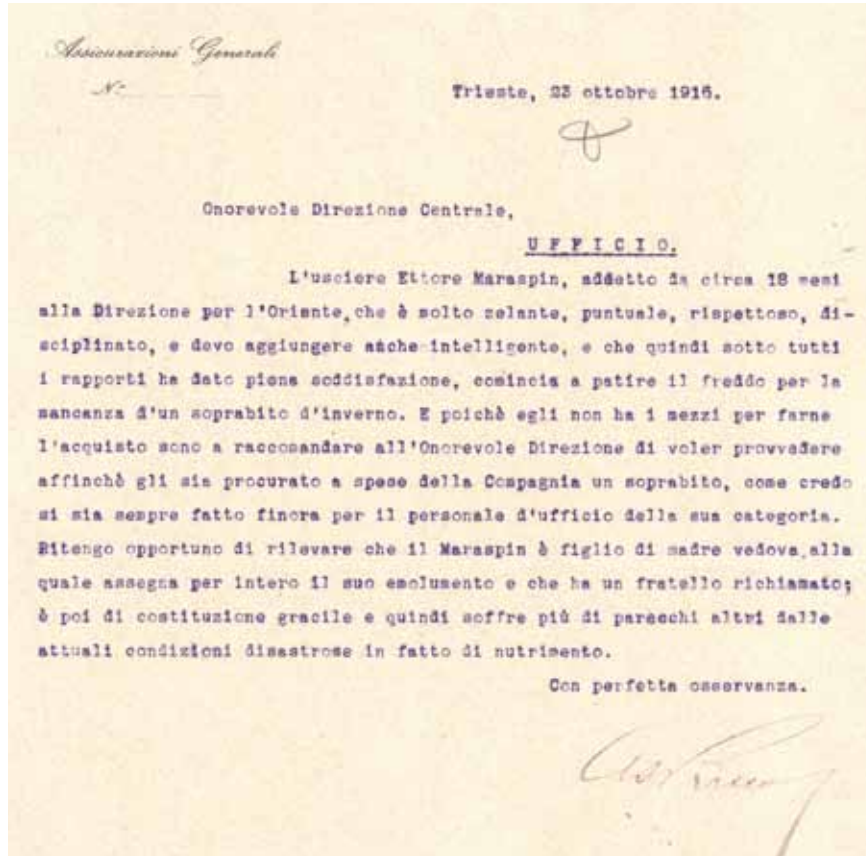 Assicurazioni Generali
N.º
Trieste, 23 ottobre 1916.
Onorevole Direzione Centrale,
UFFICIO.
L'usciere Ettore Maraspin, addetto da circa 18 mesi
alla Direzione per l'Oriente, che è molto zelante, puntuale, rispettoso, di-
sciplinato, e devo aggiungere anche intelligente, e che quindi sotto tutti
i rapporti ha dato piena soddisfazione, comincia a patire il freddo per la
mancanza d'un soprabito d'inverno. E poichè egli non ha i mezzi per farne
l'acquisto sono a raccomandare all'Onorevole Direzione di voler provvedere
affinchè gli sia procurato a spese della Compagnia un soprabito, come credo
si sia sempre fatto finora per il personale d'ufficio della sua categoria.
Ritengo opportuno di rilevare che il Maraspin è figlio di madre vedova, alla
quale assegna per intero il suo emolumento e che ha un fratello richiamato;
è poi di costituzione gracile e quindi soffre più di parecchi altri dalle
attuali condizioni disastrose in fatto di nutrimento.
Con perfetta osservanza.